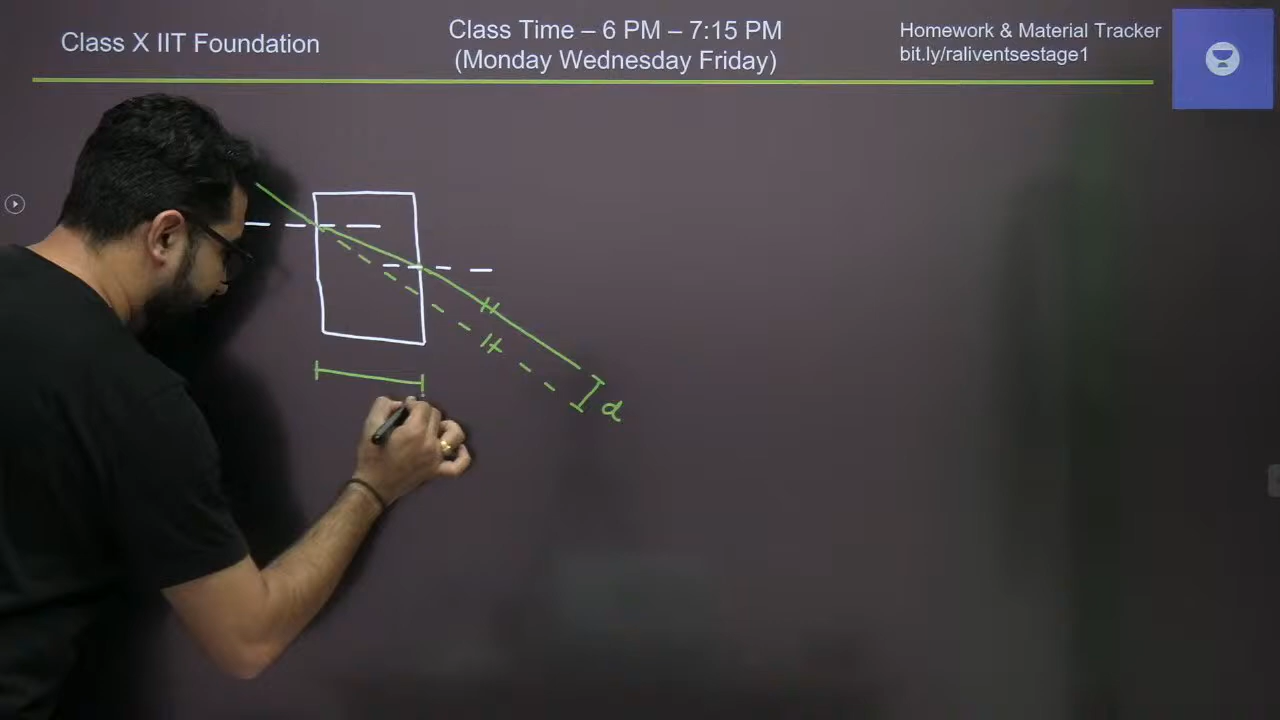 Class X IIT Foundation
Class Time – 6 PM – 7:15 PM
(Monday Wednesday Friday)
Homework & Material Tracker
bit.ly/raliventsestage1
d